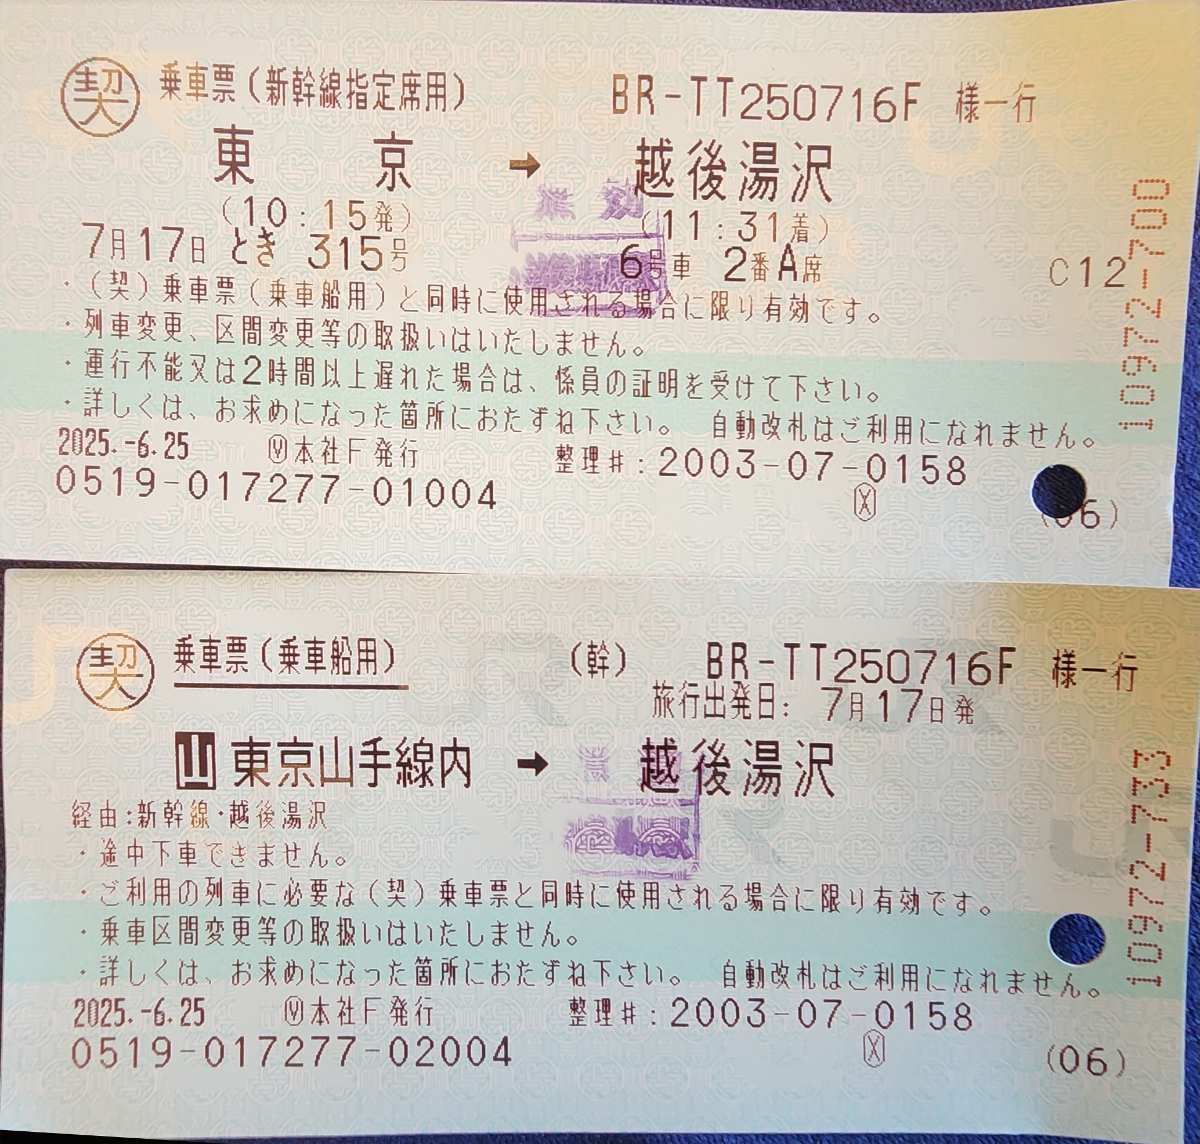 契 乗車票(新幹線指定席用) BR-TT250716F 様一行
東京 → 越後湯沢
(10:15発) (11:31着)
7月17日 とき 315号 6号車 2番A席 C12
・(契)乗車票(乗車船用)と同時に使用される場合に限り有効です。
・列車変更、区間変更等の取扱いはいたしません。
・運行不能又は2時間以上遅れた場合は、係員の証明を受けて下さい。
・詳しくは、お求めになった箇所におたずね下さい。 自動改札はご利用になれません。
2025.-6.25 Ⓥ本社F発行 整理#:2003-07-0158
0519-017277-01004 X (06)
10972-700
契 乗車票(乗車船用) (幹) BR-TT250716F 様一行
旅行出発日: 7月17日発
山 東京山手線内 → 越後湯沢
経由:新幹線・越後湯沢
・途中下車できません。
・ご利用の列車に必要な(契)乗車票と同時に使用される場合に限り有効です。
・乗車区間変更等の取扱いはいたしません。
・詳しくは、お求めになった箇所におたずね下さい。 自動改札はご利用になれません。
2025.-6.25 Ⓥ本社F発行 整理#:2003-07-0158
0519-017277-02004 X (06)
10972-733